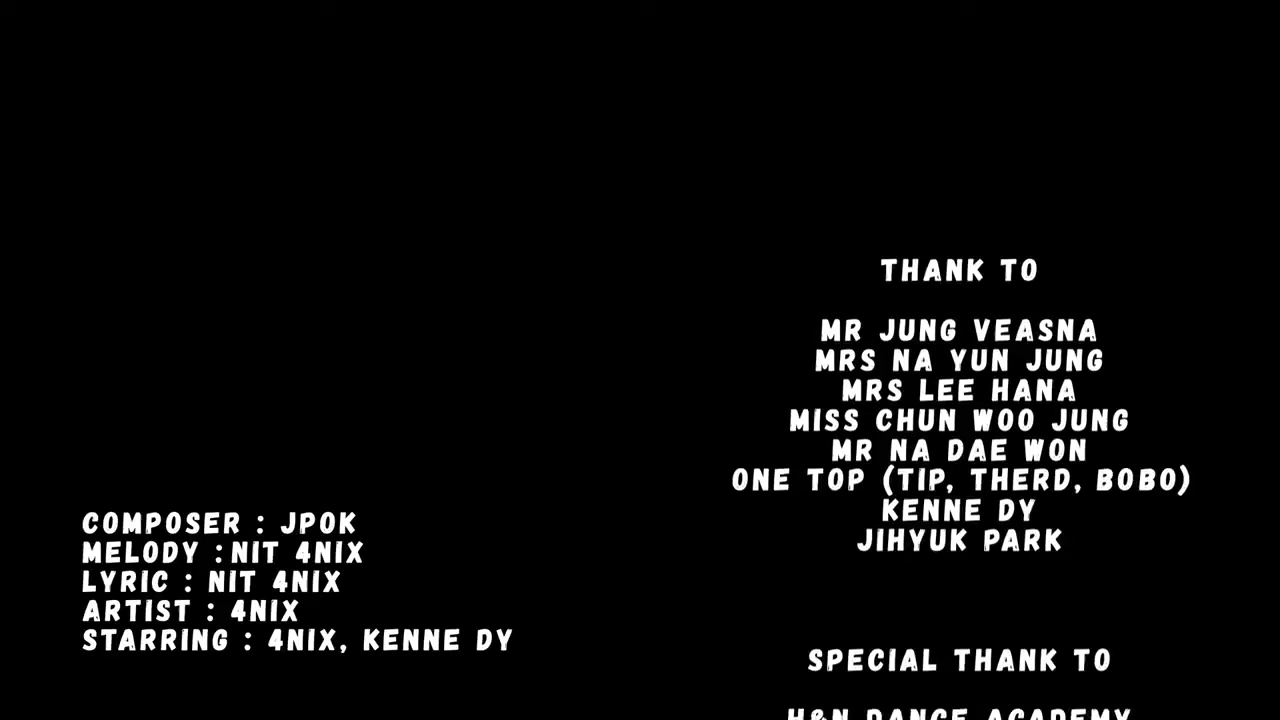 COMPOSER : JPOK
MELODY :NIT 4NIX
LYRIC : NIT 4NIX
ARTIST : 4NIX
STARRING : 4NIX, KENNE DY
THANK TO
MR JUNG VEASNA
MRS NA YUN JUNG
MRS LEE HANA
MISS CHUN WOO JUNG
MR NA DAE WON
ONE TOP (TIP, THERD, BOBO)
KENNE DY
JIHYUK PARK
SPECIAL THANK TO
H&N DANCE ACADEMY